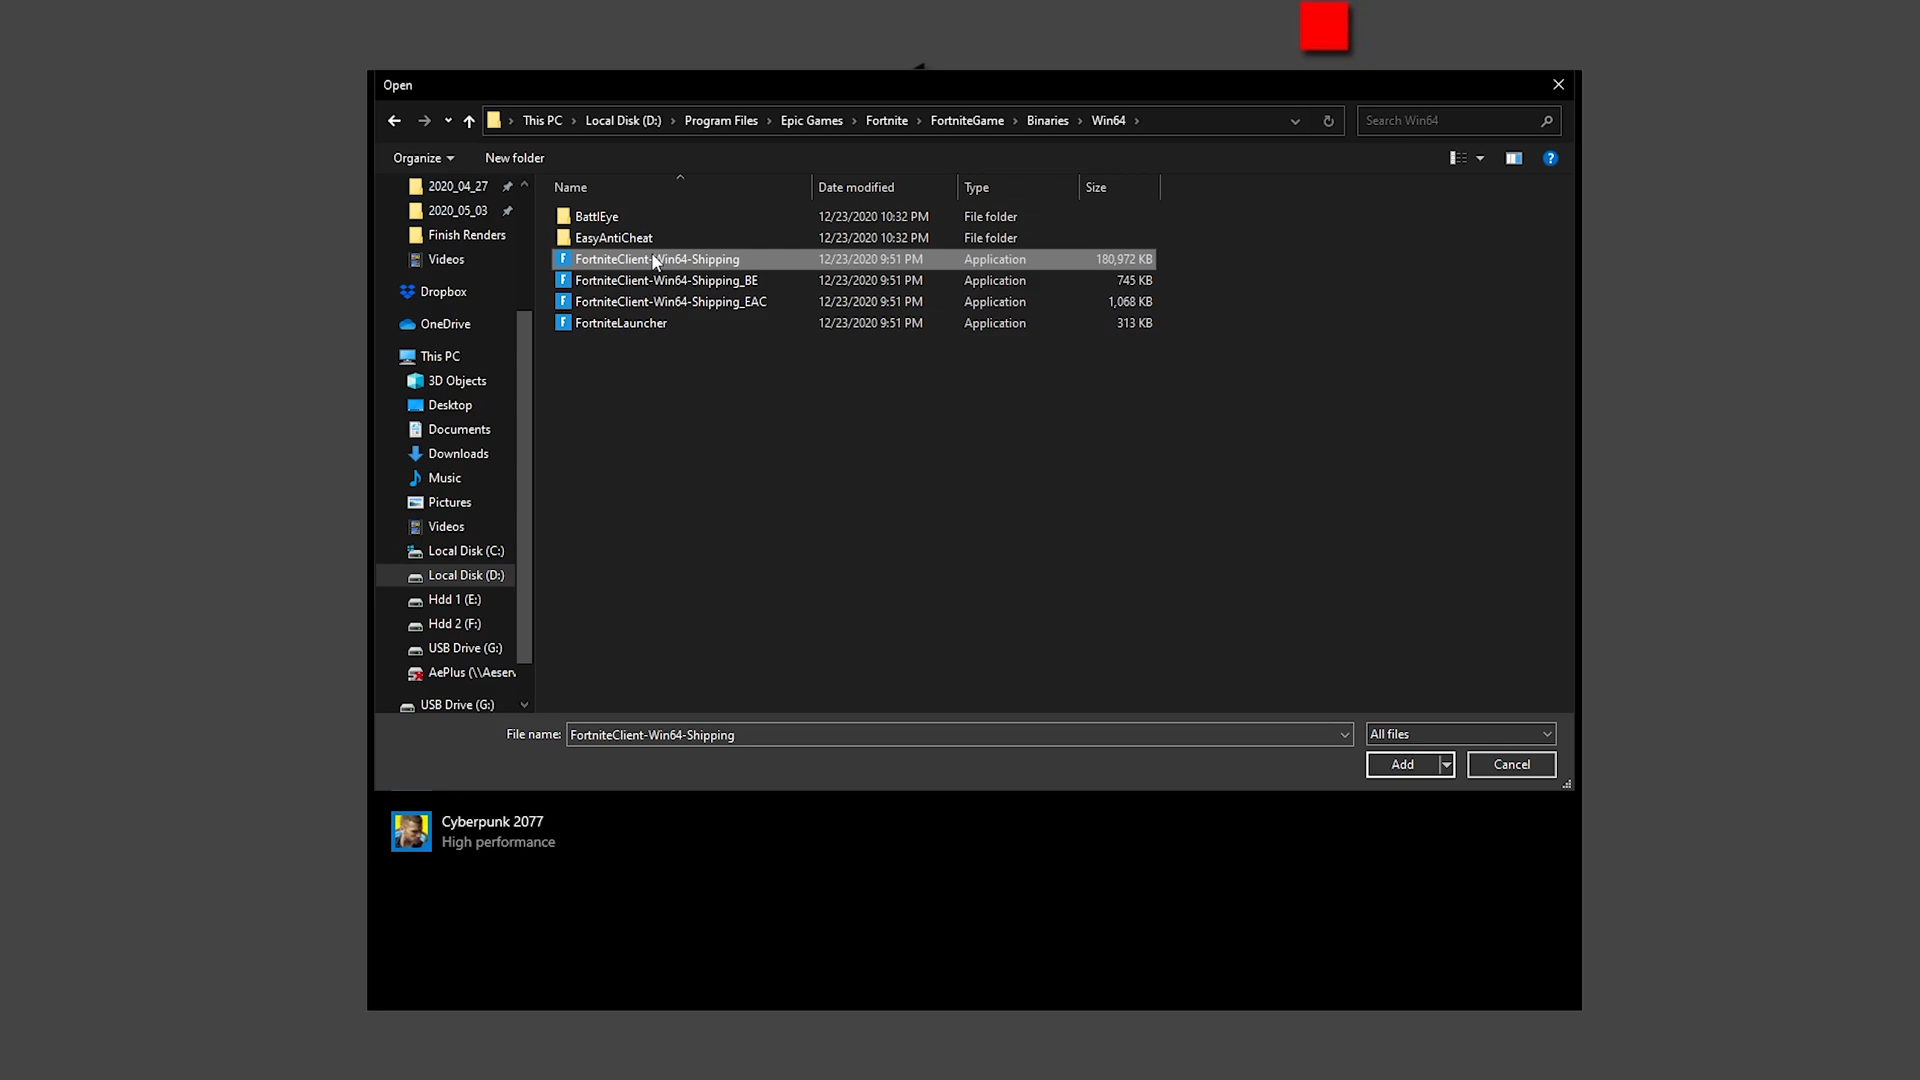 Open
This PC Local Disk (D:) Program Files Epic Games Fortnite FortniteGame Binaries Win64
Search Win64
Organize New folder
Name Date modified Type Size
2020_04_27
2020_05_03
Finish Renders
Videos
Dropbox
OneDrive
This PC
3D Objects
Desktop
Documents
Downloads
Music
Pictures
Videos
Local Disk (C:)
Local Disk (D:)
Hdd 1 (E:)
Hdd 2 (F:)
USB Drive (G:)
AePlus (\\Aeserv
USB Drive (G:)
BattlEye 12/23/2020 10:32 PM File folder
EasyAntiCheat 12/23/2020 10:32 PM File folder
FortniteClient-Win64-Shipping 12/23/2020 9:51 PM Application 180,972 KB
FortniteClient-Win64-Shipping_BE 12/23/2020 9:51 PM Application 745 KB
FortniteClient-Win64-Shipping_EAC 12/23/2020 9:51 PM Application 1,068 KB
FortniteLauncher 12/23/2020 9:51 PM Application 313 KB
File name: FortniteClient-Win64-Shipping All files
Add Cancel
Cyberpunk 2077
High performance